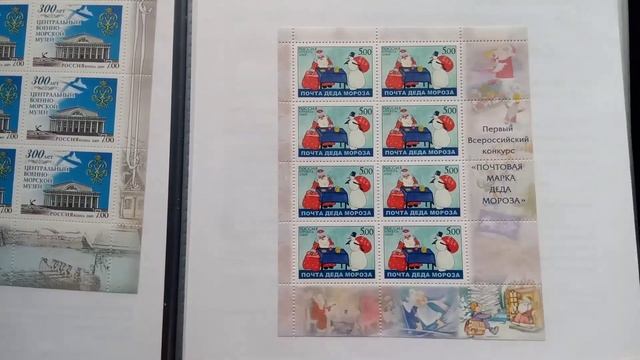 300 лет
ЦЕНТРАЛЬНЫЙ
ВОЕННО-
МОРСКОЙ
МУЗЕЙ
РОССИЯ 2009 7.00
300 лет
ЦЕНТРАЛЬНЫЙ
ВОЕННО-
МОРСКОЙ
МУЗЕЙ
РОССИЯ 2009 7.00
300 лет
ЦЕНТРАЛЬНЫЙ
ВОЕННО-
МОРСКОЙ
МУЗЕЙ
РОССИЯ 2009 7.00
5.00 5.00
ПОЧТА ДЕДА МОРОЗА ПОЧТА ДЕДА МОРОЗА
5.00 5.00
ПОЧТА ДЕДА МОРОЗА ПОЧТА ДЕДА МОРОЗА
5.00 5.00
ПОЧТА ДЕДА МОРОЗА ПОЧТА ДЕДА МОРОЗА
5.00 5.00
ПОЧТА ДЕДА МОРОЗА ПОЧТА ДЕДА МОРОЗА
Первый
Всероссийский
конкурс
«ПОЧТОВАЯ
МАРКА
ДЕДА
МОРОЗА»